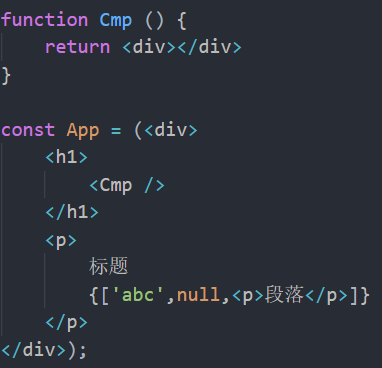 function Cmp () {
    return <div></div>
}

const App = (<div>
    <h1>
        <Cmp />
    </h1>
    <p>
        标题
        {['abc',null,<p>段落</p>]}
    </p>
</div>);